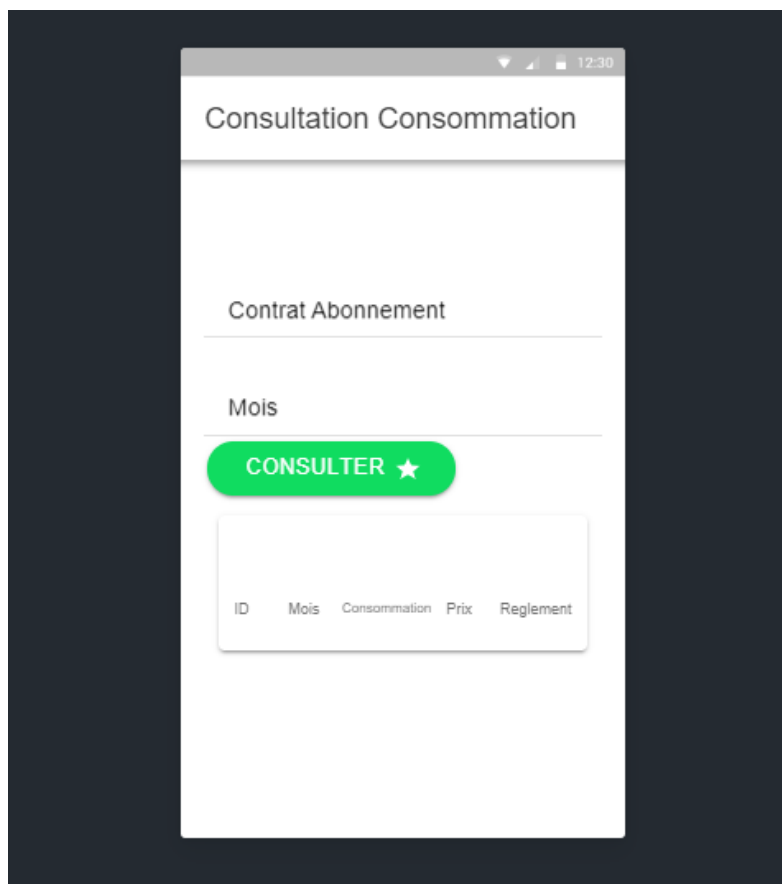 12:30
Consultation Consommation
Contrat Abonnement
Mois
CONSULTER
ID Mois Consommation Prix Reglement